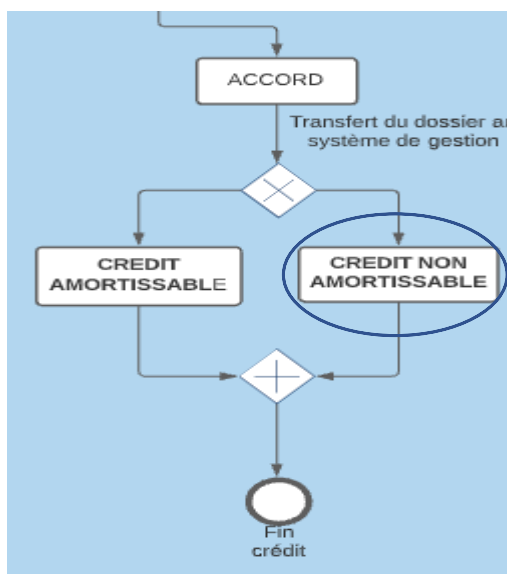 ACCORD
Transfert du dossier
système de gestion
CREDIT
AMORTISSABLE
CREDIT NON
AMORTISSABLE
Fin
crédit